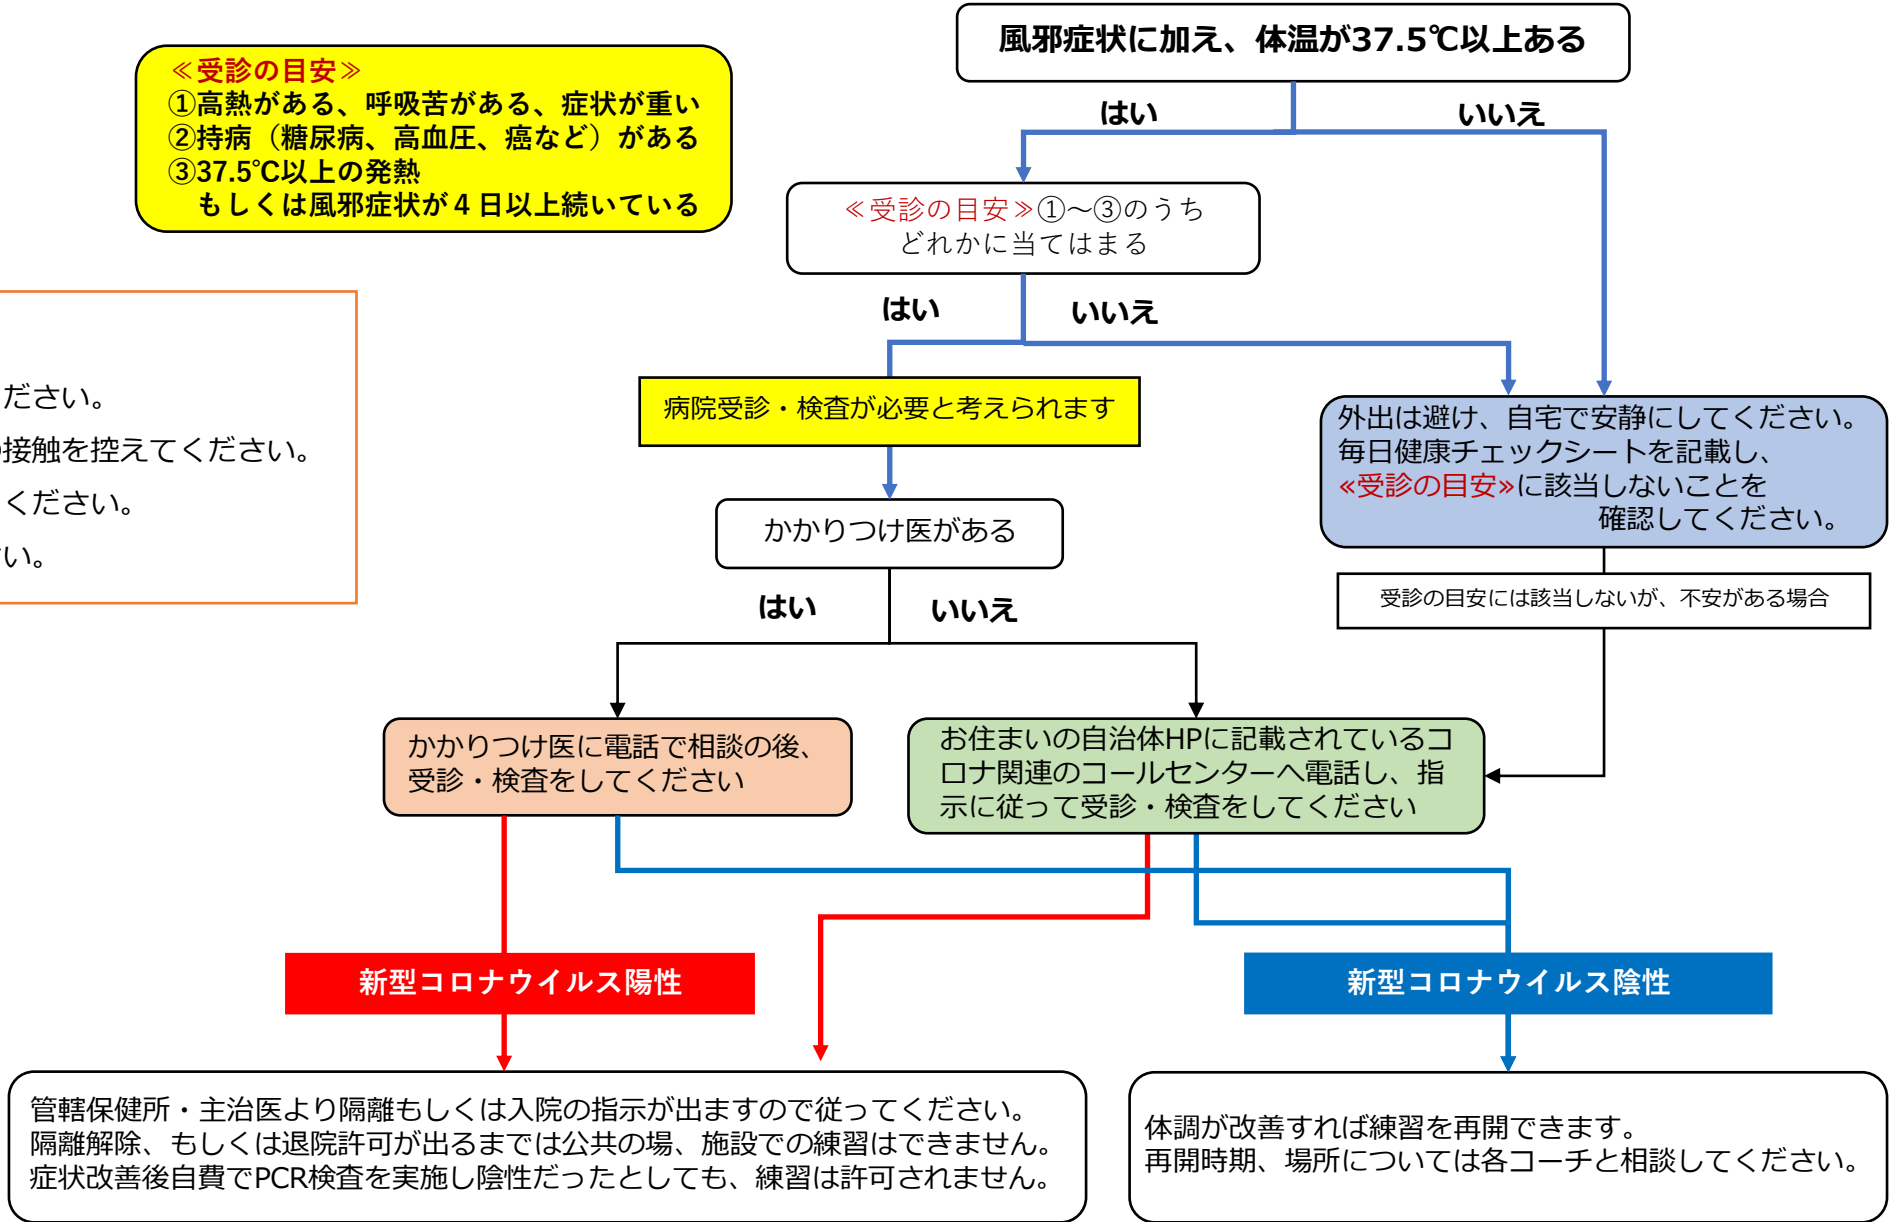 風邪症状に加え、体温が37.5℃以上ある
≪受診の目安≫
①高熱がある、呼吸苦がある、症状が重い
②持病（糖尿病、高血圧、癌など）がある
③37.5℃以上の発熱
もしくは風邪症状が４日以上続いている
はい
いいえ
≪受診の目安≫①～③のうち
どれかに当てはまる
はい
いいえ
ださい。
接触を控えてください。
ください。
い。
病院受診・検査が必要と考えられます
外出は避け、自宅で安静にしてください。
毎日健康チェックシートを記載し、
≪受診の目安≫に該当しないことを
確認してください。
かかりつけ医がある
受診の目安には該当しないが、不安がある場合
はい
いいえ
かかりつけ医に電話で相談の後、
受診・検査をしてください
お住まいの自治体HPに記載されているコ
ロナ関連のコールセンターへ電話し、指
示に従って受診・検査をしてください
新型コロナウイルス陽性
新型コロナウイルス陰性
管轄保健所・主治医より隔離もしくは入院の指示が出ますので従ってください。
隔離解除、もしくは退院許可が出るまでは公共の場、施設での練習はできません。
症状改善後自費でPCR検査を実施し陰性だったとしても、練習は許可されません。
体調が改善すれば練習を再開できます。
再開時期、場所については各コーチと相談してください。